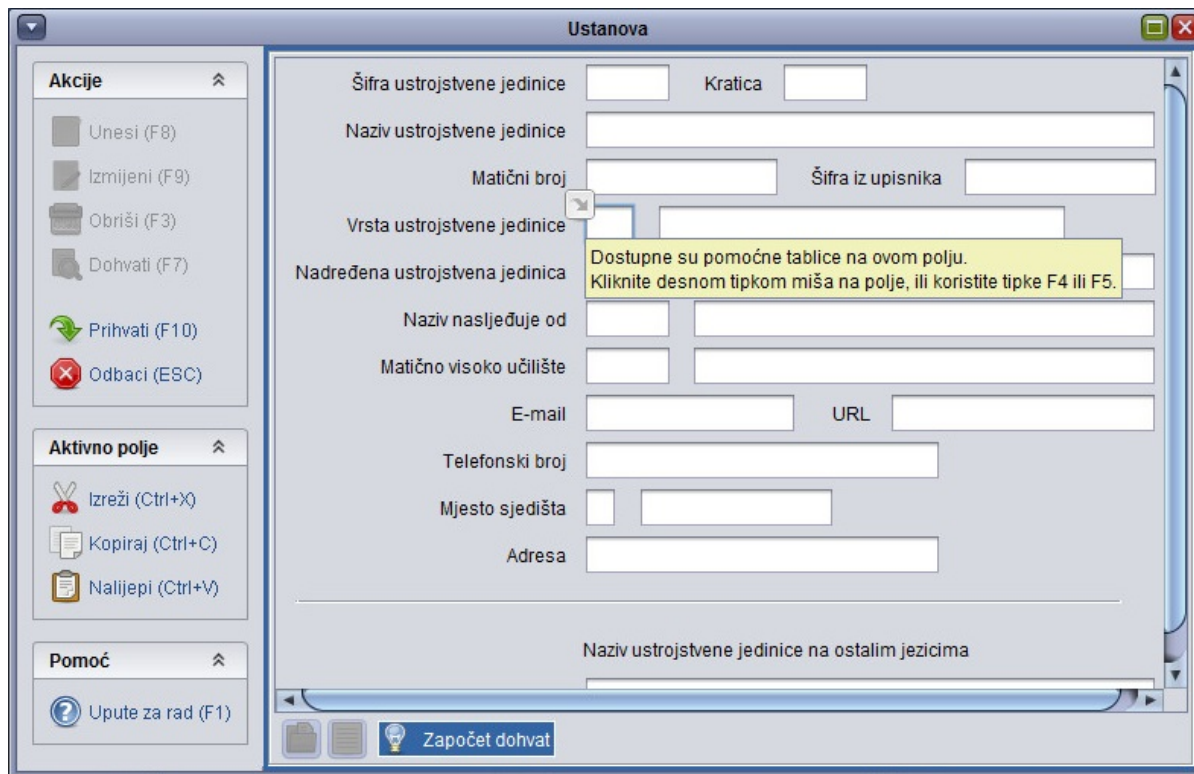 Ustanova
Akcije
Unesi (F8)
Izmijeni (F9)
Obriši (F3)
Dohvati (F7)
Prihvati (F10)
Odbaci (ESC)
Aktivno polje
Izreži (Ctrl+X)
Kopiraj (Ctrl+C)
Nalijepi (Ctrl+V)
Pomoć
Upute za rad (F1)
Šifra ustrojstvene jedinice Kratica
Naziv ustrojstvene jedinice
Matični broj Šifra iz upisnika
Vrsta ustrojstvene jedinice
Dostupne su pomoćne tablice na ovom polju.
Kliknite desnom tipkom miša na polje, ili koristite tipke F4 ili F5.
Nadređena ustrojstvena jedinica
Naziv nasljeđuje od
Matično visoko učilište
E-mail URL
Telefonski broj
Mjesto sjedišta
Adresa
Naziv ustrojstvene jedinice na ostalim jezicima
Započet dohvat